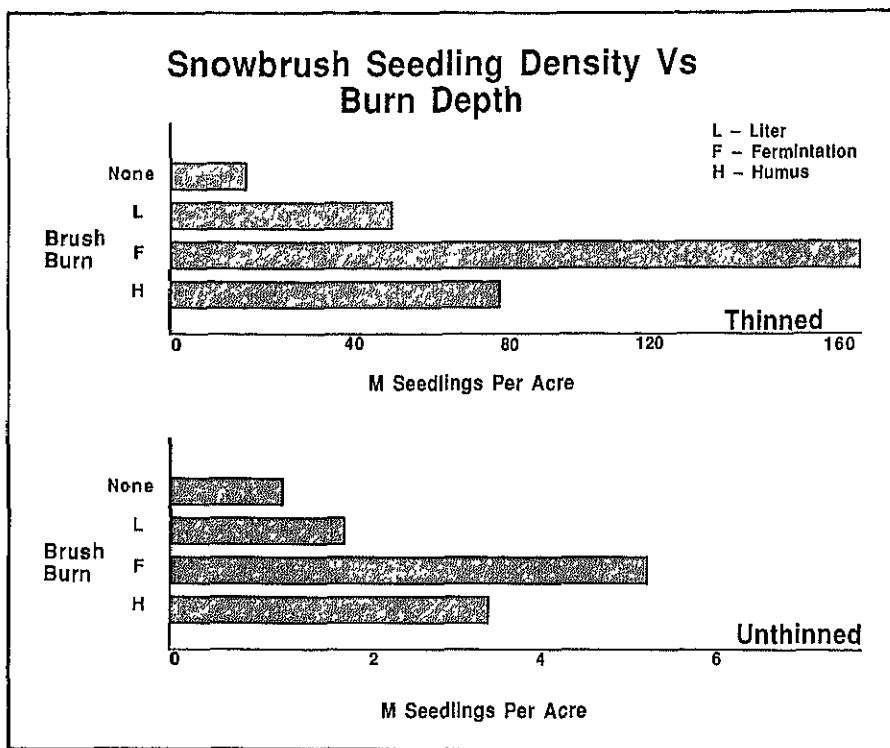 Snowbrush Seedling Density Vs
Burn Depth
L – Liter
F – Fermintation
H – Humus
None
L
Brush
Burn
F
H
Thinned
0 40 80 120 160
M Seedlings Per Acre
None
L
Brush
Burn
F
H
Unthinned
0 2 4 6
M Seedlings Per Acre